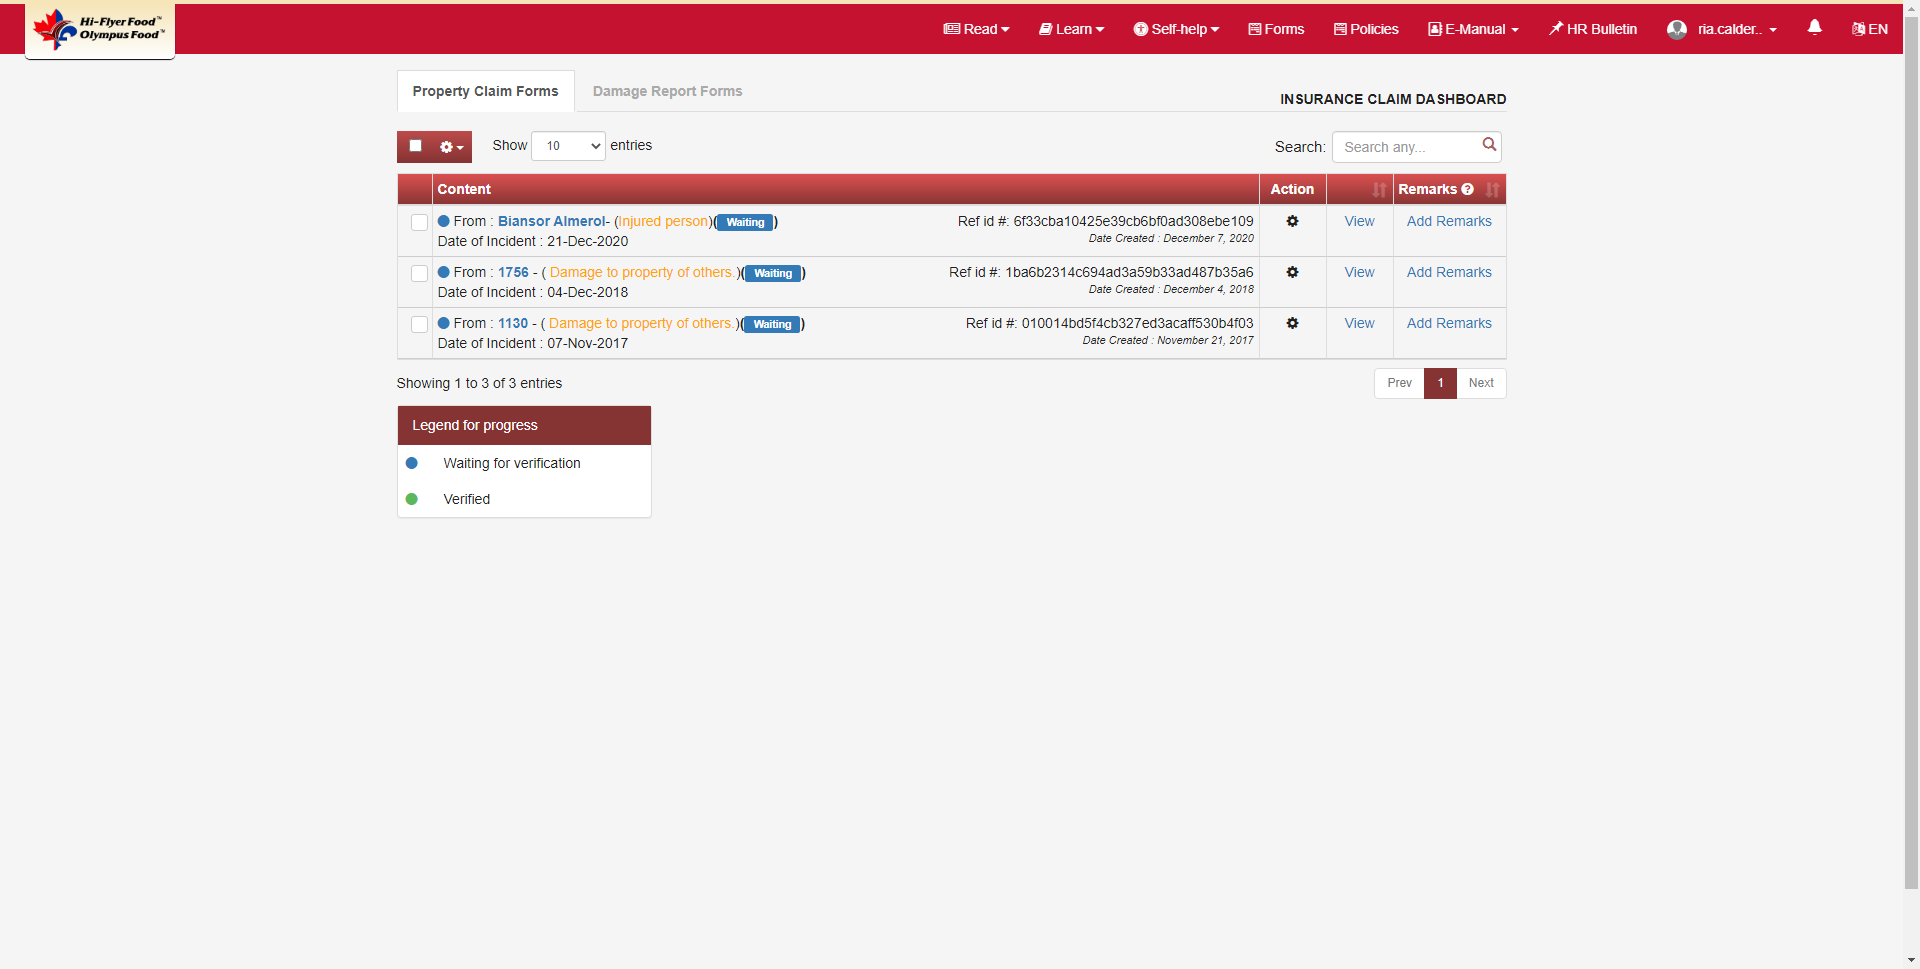 Hi-Flyer Food™
Olympus Food™
Read
Learn
Self-help
Forms
Policies
E-Manual
HR Bulletin
ria.calder..
EN
Property Claim Forms
Damage Report Forms
INSURANCE CLAIM DASHBOARD
Show 10 entries
Search: Search any...
Content
Action
Remarks
From : Biansor Almerol- (Injured person)(Waiting)
Ref id #: 6f33cba10425e39cb6bf0ad308ebe109
View
Add Remarks
Date of Incident : 21-Dec-2020
Date Created : December 7, 2020
From : 1756 - ( Damage to property of others.)(Waiting)
Ref id #: 1ba6b2314c694ad3a59b33ad487b35a6
View
Add Remarks
Date of Incident : 04-Dec-2018
Date Created : December 4, 2018
From : 1130 - ( Damage to property of others.)(Waiting)
Ref id #: 010014bd5f4cb327ed3acaff530b4f03
View
Add Remarks
Date of Incident : 07-Nov-2017
Date Created : November 21, 2017
Showing 1 to 3 of 3 entries
Prev 1 Next
Legend for progress
Waiting for verification
Verified